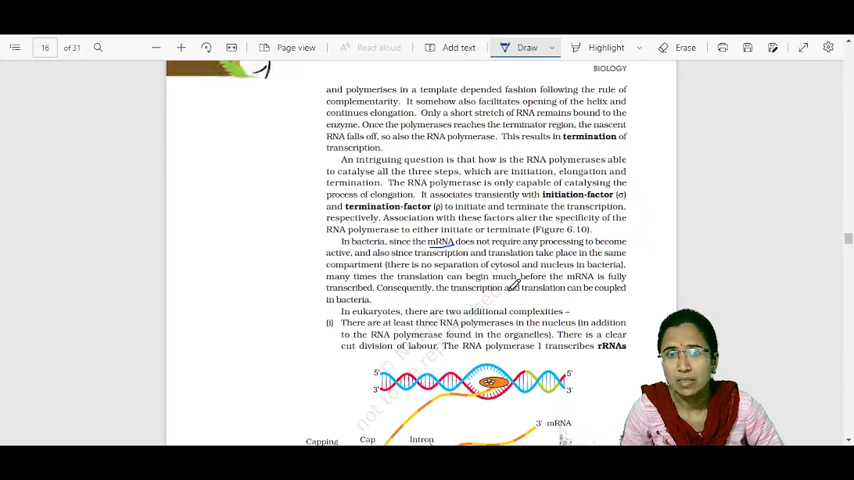 16 of 31 Page view Read aloud Add text Draw Highlight Erase
BIOLOGY
and polymerises in a template depended fashion following the rule of
complementarity. It somehow also facilitates opening of the helix and
continues elongation. Only a short stretch of RNA remains bound to the
enzyme. Once the polymerases reaches the terminator region, the nascent
RNA falls off, so also the RNA polymerase. This results in termination of
transcription.
An intriguing question is that how is the RNA polymerases able
to catalyse all the three steps, which are initiation, elongation and
termination. The RNA polymerase is only capable of catalysing the
process of elongation. It associates transiently with initiation-factor (σ)
and termination-factor (ρ) to initiate and terminate the transcription,
respectively. Association with these factors alter the specificity of the
RNA polymerase to either initiate or terminate (Figure 6.10).
In bacteria, since the mRNA does not require any processing to become
active, and also since transcription and translation take place in the same
compartment (there is no separation of cytosol and nucleus in bacteria),
many times the translation can begin much before the mRNA is fully
transcribed. Consequently, the transcription and translation can be coupled
in bacteria.
In eukaryotes, there are two additional complexities –
(i) There are at least three RNA polymerases in the nucleus (in addition
to the RNA polymerase found in the organelles). There is a clear
cut division of labour. The RNA polymerase I transcribes rRNAs
5' 5'
3' 3'
not to be
3' mRNA
Capping Cap Intron